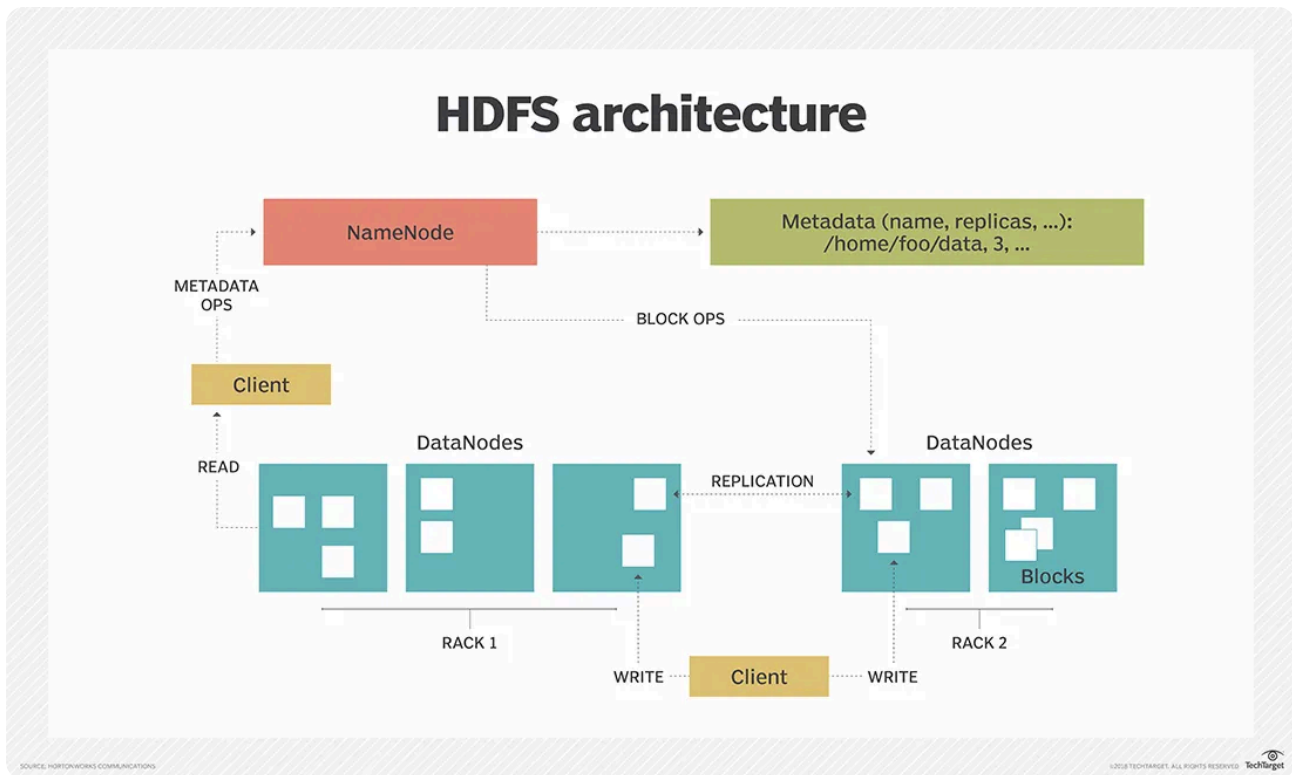 HDFS architecture
NameNode
Metadata (name, replicas, ...):
/home/foo/data, 3, ...
METADATA
OPS
BLOCK OPS
Client
DataNodes
DataNodes
READ
REPLICATION
Blocks
RACK 1
RACK 2
WRITE
Client
WRITE
SOURCE: HORTONWORKS COMMUNICATIONS
©2018 TECHTARGET. ALL RIGHTS RESERVED
TechTarget